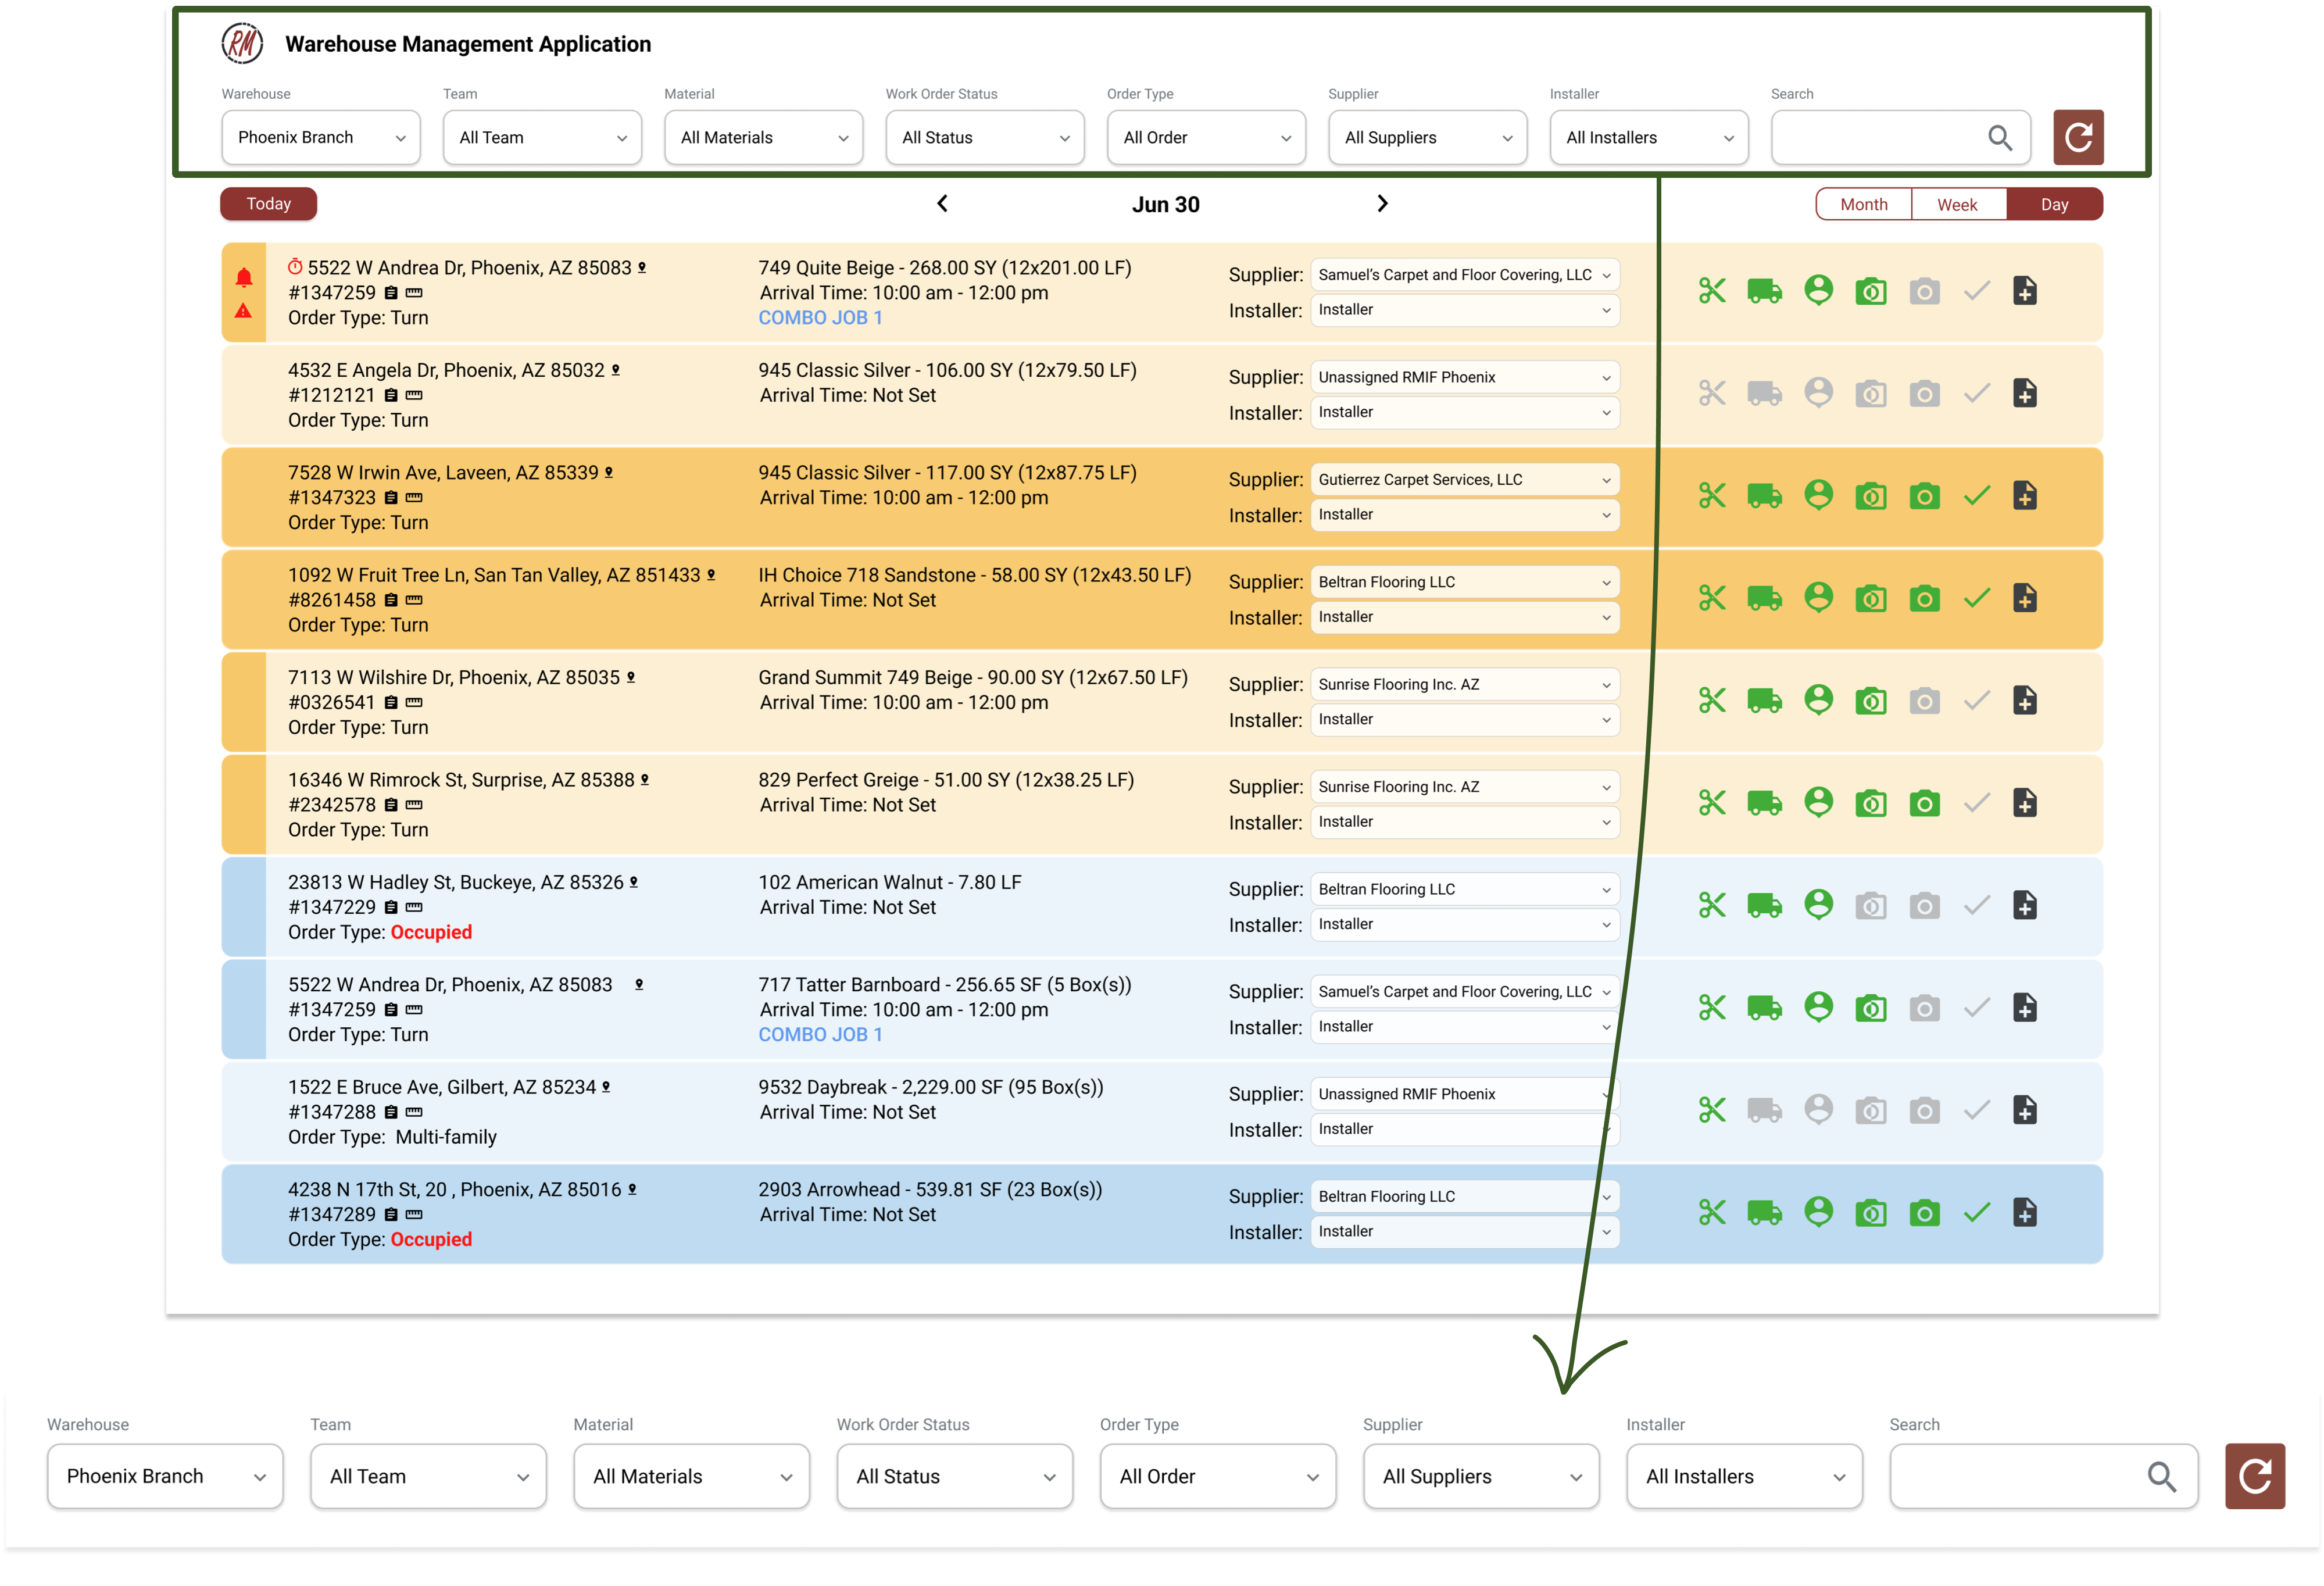 RM Warehouse Management Application
Warehouse Team Material Work Order Status Order Type Supplier Installer Search
Phoenix Branch All Team All Materials All Status All Order All Suppliers All Installers
Today Jun 30 Month Week Day
5522 W Andrea Dr, Phoenix, AZ 85083 749 Quite Beige - 268.00 SY (12x201.00 LF) Supplier: Samuel's Carpet and Floor Covering, LLC
#1347259 Arrival Time: 10:00 am - 12:00 pm
Order Type: Turn COMBO JOB 1 Installer: Installer
4532 E Angela Dr, Phoenix, AZ 85032 945 Classic Silver - 106.00 SY (12x79.50 LF) Supplier: Unassigned RMIF Phoenix
#1212121 Arrival Time: Not Set
Order Type: Turn Installer: Installer
7528 W Irwin Ave, Laveen, AZ 85339 945 Classic Silver - 117.00 SY (12x87.75 LF) Supplier: Gutierrez Carpet Services, LLC
#1347323 Arrival Time: 10:00 am - 12:00 pm
Order Type: Turn Installer: Installer
1092 W Fruit Tree Ln, San Tan Valley, AZ 851433 IH Choice 718 Sandstone - 58.00 SY (12x43.50 LF) Supplier: Beltran Flooring LLC
#8261458 Arrival Time: Not Set
Order Type: Turn Installer: Installer
7113 W Wilshire Dr, Phoenix, AZ 85035 Grand Summit 749 Beige - 90.00 SY (12x67.50 LF) Supplier: Sunrise Flooring Inc. AZ
#0326541 Arrival Time: 10:00 am - 12:00 pm
Order Type: Turn Installer: Installer
16346 W Rimrock St, Surprise, AZ 85388 829 Perfect Greige - 51.00 SY (12x38.25 LF) Supplier: Sunrise Flooring Inc. AZ
#2342578 Arrival Time: Not Set
Order Type: Turn Installer: Installer
23813 W Hadley St, Buckeye, AZ 85326 102 American Walnut - 7.80 LF Supplier: Beltran Flooring LLC
#1347229 Arrival Time: Not Set
Order Type: Occupied Installer: Installer
5522 W Andrea Dr, Phoenix, AZ 85083 717 Tatter Barnboard - 256.65 SF (5 Box(s)) Supplier: Samuel's Carpet and Floor Covering, LLC
#1347259 Arrival Time: 10:00 am - 12:00 pm
Order Type: Turn COMBO JOB 1 Installer: Installer
1522 E Bruce Ave, Gilbert, AZ 85234 9532 Daybreak - 2,229.00 SF (95 Box(s)) Supplier: Unassigned RMIF Phoenix
#1347288 Arrival Time: Not Set
Order Type: Multi-family Installer: Installer
4238 N 17th St, 20 , Phoenix, AZ 85016 2903 Arrowhead - 539.81 SF (23 Box(s)) Supplier: Beltran Flooring LLC
#1347289 Arrival Time: Not Set
Order Type: Occupied Installer: Installer
Warehouse Team Material Work Order Status Order Type Supplier Installer Search
Phoenix Branch All Team All Materials All Status All Order All Suppliers All Installers